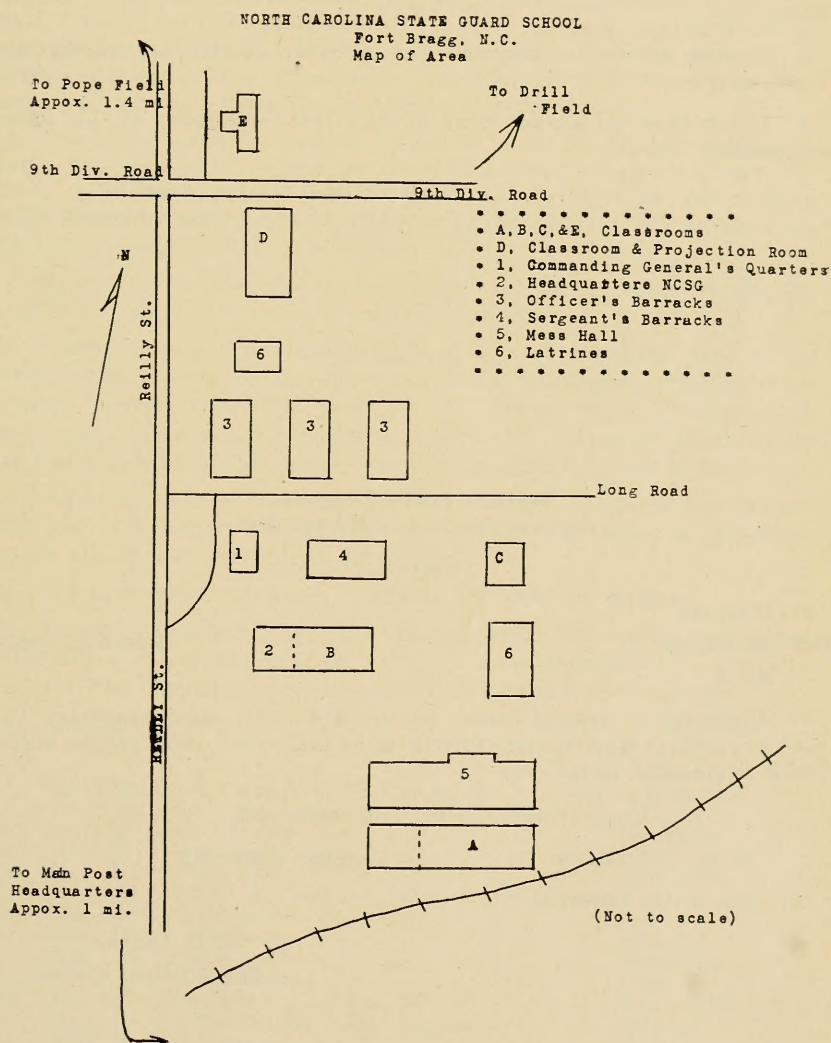 NORTH CAROLINA STATE GUARD SCHOOL
Fort Bragg, N.C.
Map of Area
To Pope Field
Appox. 1.4 mi
To Drill
Field
E
9th Div. Road
9th Div. Road
D
A,B,C,&E, Classrooms
D, Classroom & Projection Room
1, Commanding General's Quarters
2, Headquattere NCSG
3, Officer's Barracks
4, Sergeant's Barracks
5, Mess Hall
6, Latrines
N
Reilly St.
6
3 3 3
Long Road
1 4 C
2 B 6
REILLY St.
5
A
To Main Post
Headquarters
Appox. 1 mi.
(Not to scale)